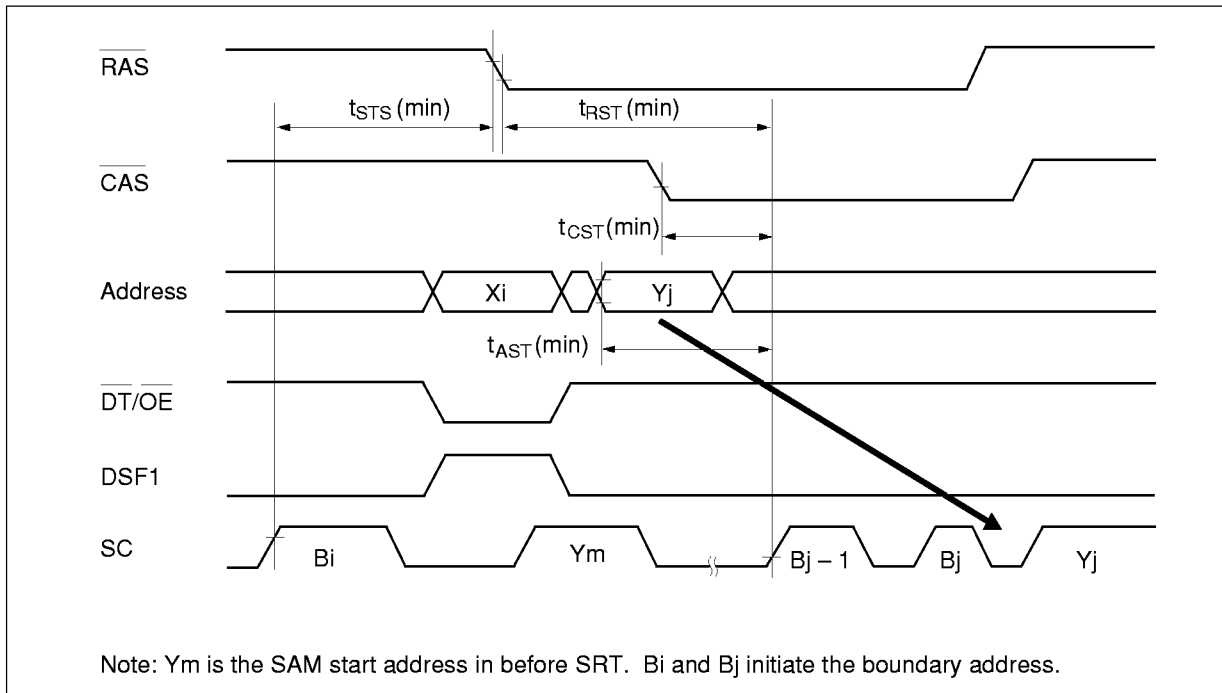 RAS
tSTS (min)
tRST (min)
CAS
tCST (min)
Address
Xi
Yj
tAST (min)
DT/OE
DSF1
SC
Bi
Ym
Bj – 1
Bj
Yj
Note: Ym is the SAM start address in before SRT. Bi and Bj initiate the boundary address.